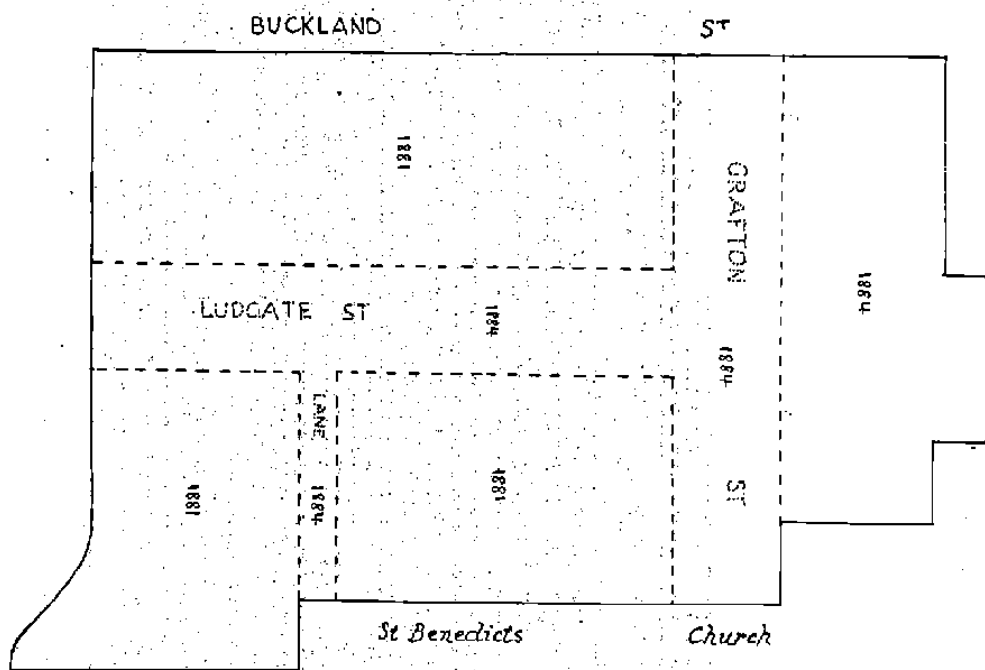 BUCKLAND ST
1881
GRAFTON ST
1884
1884
LUDGATE ST
1884
LANE
1884
1881
1881
St Benedicts Church